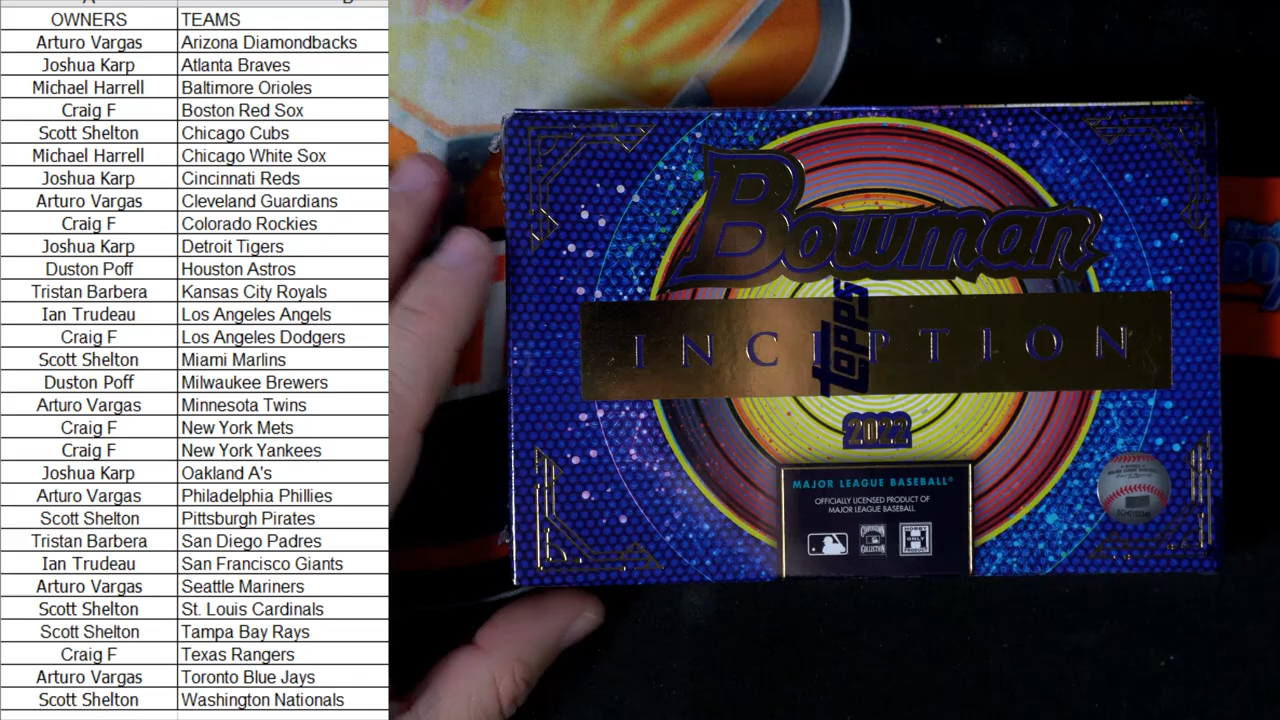 OWNERS TEAMS
Arturo Vargas Arizona Diamondbacks
Joshua Karp Atlanta Braves
Michael Harrell Baltimore Orioles
Craig F Boston Red Sox
Scott Shelton Chicago Cubs
Michael Harrell Chicago White Sox
Joshua Karp Cincinnati Reds
Arturo Vargas Cleveland Guardians
Craig F Colorado Rockies
Joshua Karp Detroit Tigers
Duston Poff Houston Astros
Tristan Barbera Kansas City Royals
Ian Trudeau Los Angeles Angels
Craig F Los Angeles Dodgers
Scott Shelton Miami Marlins
Duston Poff Milwaukee Brewers
Arturo Vargas Minnesota Twins
Craig F New York Mets
Craig F New York Yankees
Joshua Karp Oakland A's
Arturo Vargas Philadelphia Phillies
Scott Shelton Pittsburgh Pirates
Tristan Barbera San Diego Padres
Ian Trudeau San Francisco Giants
Arturo Vargas Seattle Mariners
Scott Shelton St. Louis Cardinals
Scott Shelton Tampa Bay Rays
Craig F Texas Rangers
Arturo Vargas Toronto Blue Jays
Scott Shelton Washington Nationals
Bowman
INCEPTION
topps
2022
MAJOR LEAGUE BASEBALL®
OFFICIALLY LICENSED PRODUCT OF
MAJOR LEAGUE BASEBALL
HOBBY
ONLY
PRODUCT